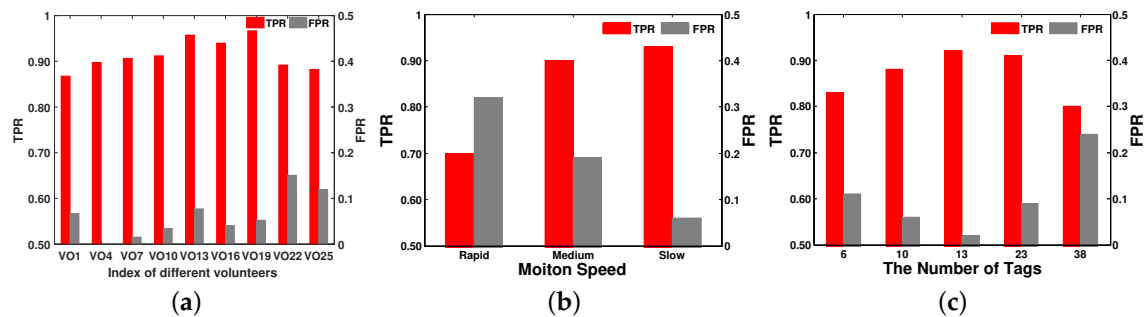 TPR FPR
1
0.90
0.80
0.70
0.60
0.50
TPR
0.5
0.4
0.3
0.2
0.1
0
FPR
VO1 VO4 VO7 VO10 VO13 VO16 VO19 VO22 VO25
Index of different volunteers
(a)
TPR FPR
1
0.90
0.80
0.70
0.60
0.50
TPR
0.5
0.4
0.3
0.2
0.1
0
FPR
Rapid Medium Slow
Moiton Speed
(b)
TPR FPR
1
0.90
0.80
0.70
0.60
0.50
TPR
0.5
0.4
0.3
0.2
0.1
0
FPR
6 10 13 23 38
The Number of Tags
(c)